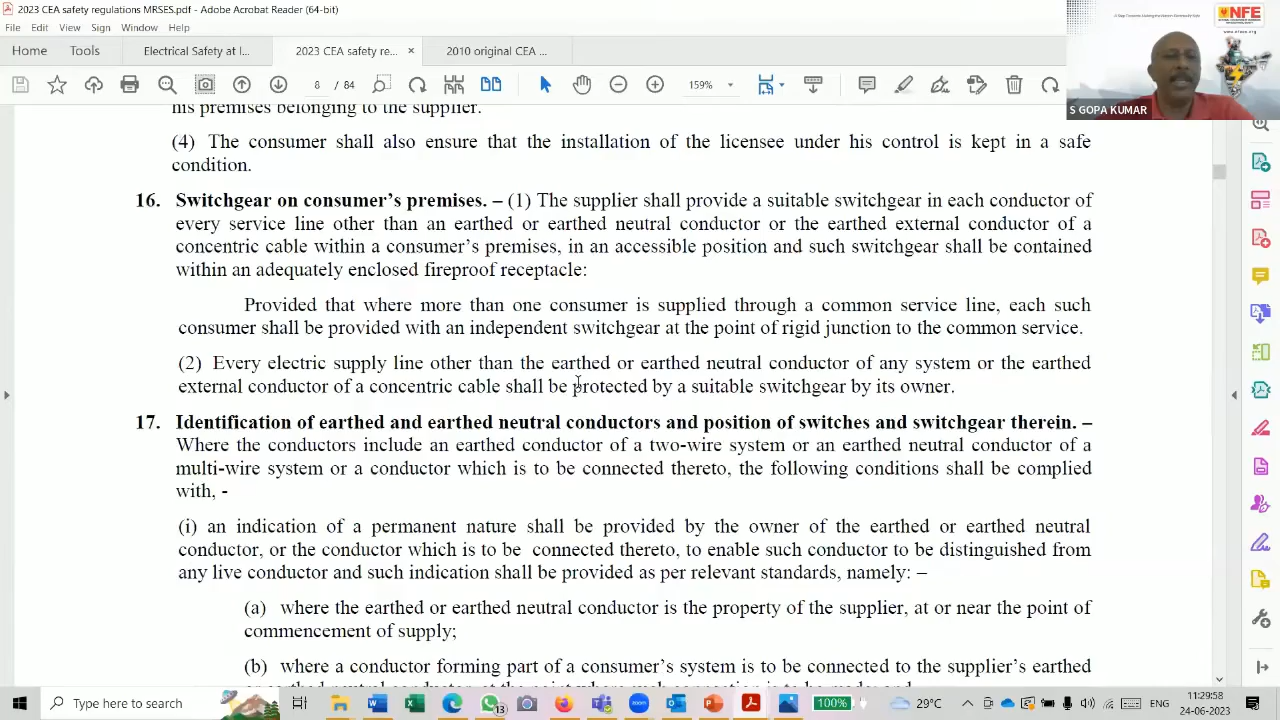 2023 CEA safety regulations MRSES.pdf - Adobe Acrobat Reader (64-bit)
File Edit View Sign Window Help
Home Tools 2023 CEA safety reg... ×
8 / 84 159%
A Step Towards Making the Nation Electrically Safe
NFE
www.nfees.org
S GOPA KUMAR
his premises belonging to the supplier.
(4) The consumer shall also ensure that the installation of the licensee under his control is kept in a safe
condition.
16. Switchgear on consumer's premises. – (1) The supplier shall provide a suitable switchgear in each conductor of
every service line other than an earthed or earthed neutral conductor or the earthed external conductor of a
concentric cable within a consumer's premises, in an accessible position and such switchgear shall be contained
within an adequately enclosed fireproof receptacle:
Provided that where more than one consumer is supplied through a common service line, each such
consumer shall be provided with an independent switchgear at the point of rigid junction to the common service.
(2) Every electric supply line other than the earthed or earthed neutral conductor of any system or the earthed
external conductor of a concentric cable shall be protected by a suitable switchgear by its owner.
17. Identification of earthed and earthed neutral conductors and position of switches and switchgear therein. –
Where the conductors include an earthed conductor of a two-wire system or an earthed neutral conductor of a
multi-wire system or a conductor which is to be connected thereto, the following conditions shall be complied
with, -
(i) an indication of a permanent nature shall be provided by the owner of the earthed or earthed neutral
conductor, or the conductor which is to be connected thereto, to enable such conductor to be distinguished from
any live conductor and such indication shall be provided as per relevant standards, namely: –
(a) where the earthed or earthed neutral conductor is the property of the supplier, at or near the point of
commencement of supply;
(b) where a conductor forming part of a consumer's system is to be connected to the supplier's earthed
Type here to search
zoom
100%
29°C
ENG
11:29:58
24-06-2023